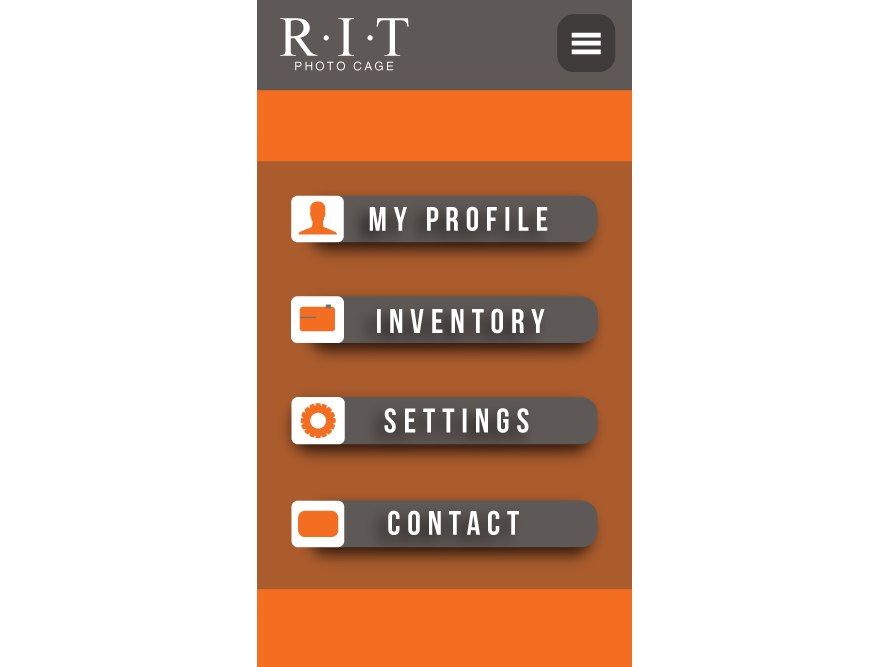 R·I·T
PHOTO CAGE
MY PROFILE
INVENTORY
SETTINGS
CONTACT